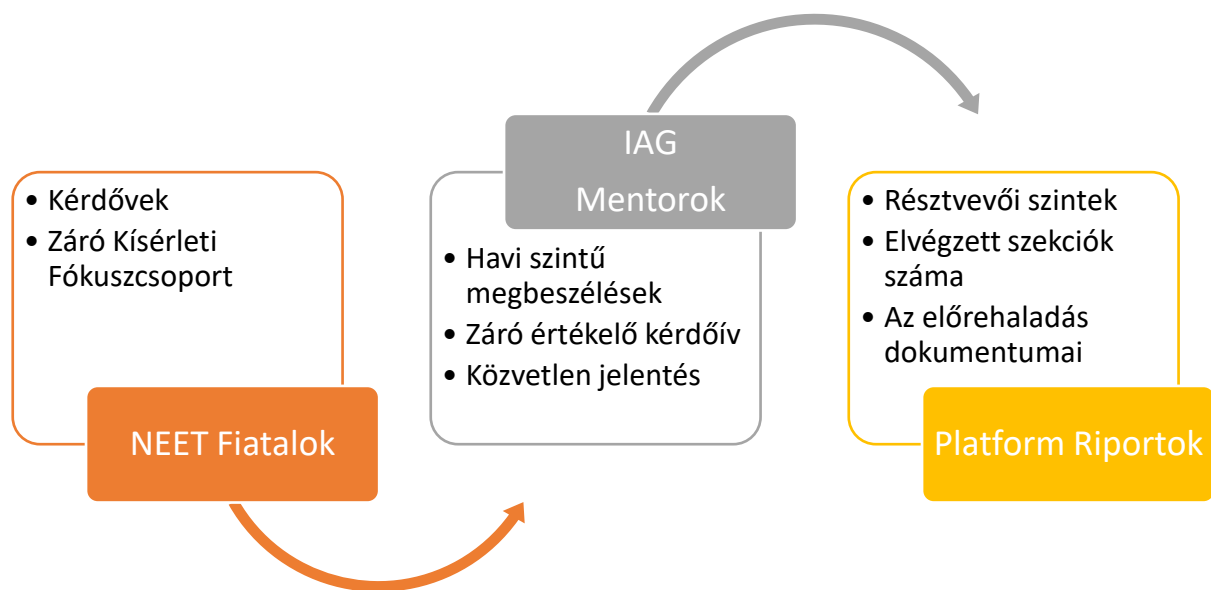 • Kérdővek
• Záró Kísérleti
Fókuszcsoport
NEET Fiatalok
IAG
Mentorok
• Havi szintű
megbeszélések
• Záró értékelő kérdőív
• Közvetlen jelentés
• Résztvevői szintek
• Elvégzett szekciók
száma
• Az előrehaladás
dokumentumai
Platform Riportok